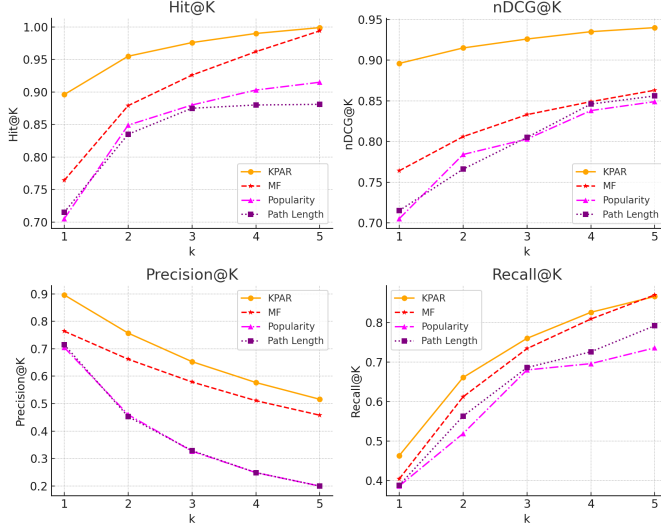 Hit@K
1.00
0.95
0.90
0.85
0.80
0.75
0.70
Hit@K
KPAR
MF
Popularity
Path Length
1 2 3 4 5
k
nDCG@K
0.95
0.90
0.85
0.80
0.75
0.70
nDCG@K
KPAR
MF
Popularity
Path Length
1 2 3 4 5
k
Precision@K
0.9
0.8
0.7
0.6
0.5
0.4
0.3
0.2
Precision@K
KPAR
MF
Popularity
Path Length
1 2 3 4 5
k
Recall@K
0.8
0.7
0.6
0.5
0.4
Recall@K
KPAR
MF
Popularity
Path Length
1 2 3 4 5
k